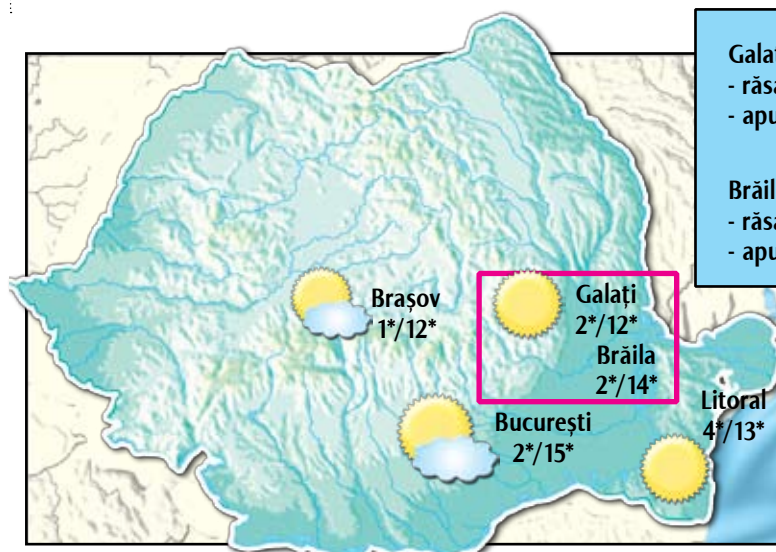 Brașov
1*/12*
Galați
2*/12*
Brăila
2*/14*
București
2*/15*
Litoral
4*/13*